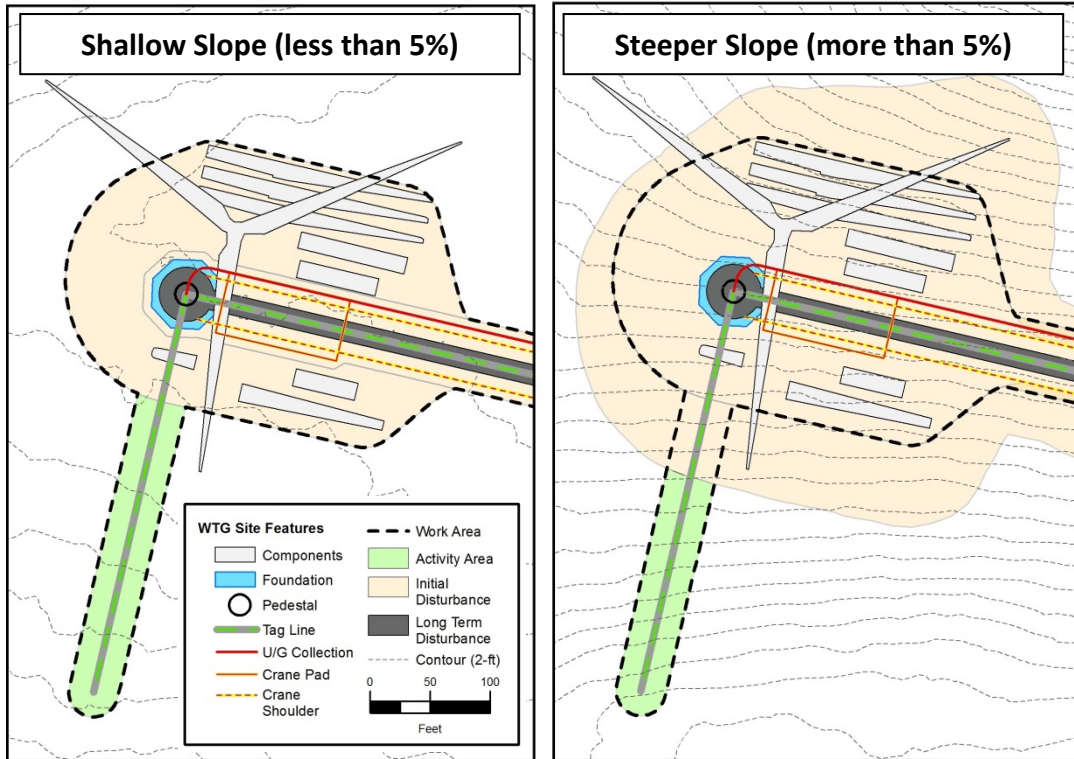 Shallow Slope (less than 5%)
Steeper Slope (more than 5%)
WTG Site Features
Components
Foundation
Pedestal
Tag Line
U/G Collection
Crane Pad
Crane
Shoulder
Work Area
Activity Area
Initial
Disturbance
Long Term
Disturbance
Contour (2-ft)
0 50 100
Feet